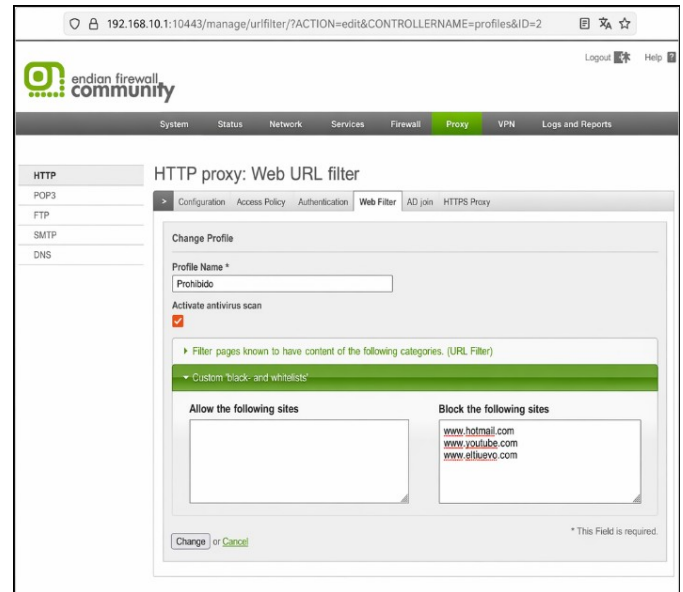 192.168.10.1:10443/manage/urlfilter/?ACTION=edit&CONTROLLERNAME=profiles&ID=2
Logout Help ?
endian firewall
community
System Status Network Services Firewall Proxy VPN Logs and Reports
HTTP
POP3
FTP
SMTP
DNS
HTTP proxy: Web URL filter
> Configuration Access Policy Authentication Web Filter AD join HTTPS Proxy
Change Profile
Profile Name *
Prohibido
Activate antivirus scan
Filter pages known to have content of the following categories. (URL Filter)
Custom 'black- and whitelists'
Allow the following sites Block the following sites
www.hotmail.com
www.youtube.com
www.eltiuevo.com
* This Field is required.
Change or Cancel